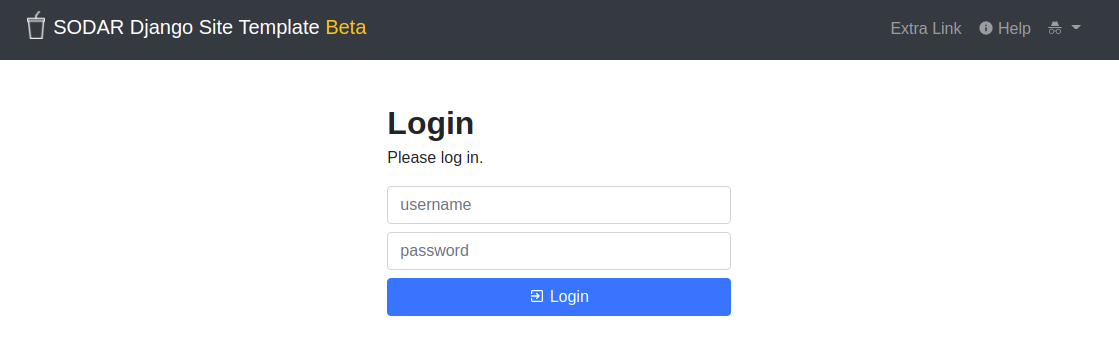 SODAR Django Site Template Beta
Extra Link Help
Login
Please log in.
username
password
Login